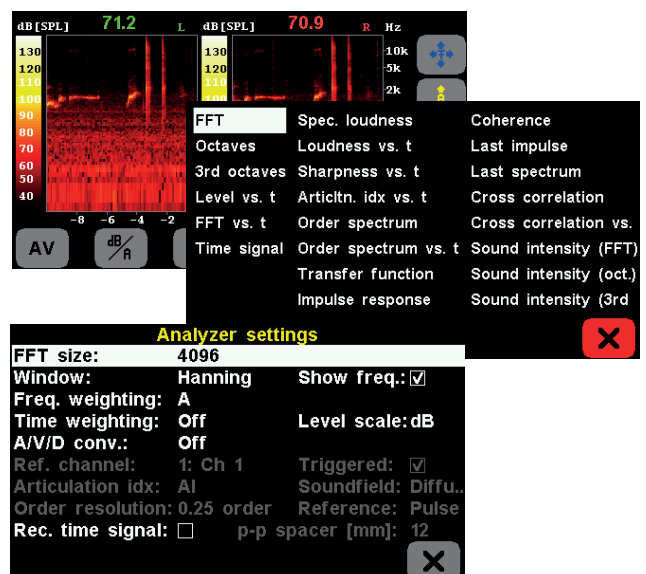 dB[SPL] 71.2 L dB[SPL] 70.9 R Hz
130 130 10k
120 120 5k
110 110
100 100 2k
90
80
70
60
50
40
-8 -6 -4 -2
AV dB/A
FFT Spec. loudness Coherence
Octaves Loudness vs. t Last impulse
3rd octaves Sharpness vs. t Last spectrum
Level vs. t Articltn. idx vs. t Cross correlation
FFT vs. t Order spectrum Cross correlation vs.
Time signal Order spectrum vs. t Sound intensity (FFT)
Transfer function Sound intensity (oct.)
Impulse response Sound intensity (3rd
Analyzer settings
FFT size: 4096
Window: Hanning Show freq.:
Freq. weighting: A
Time weighting: Off Level scale: dB
A/V/D conv.: Off
Ref. channel: 1: Ch 1 Triggered:
Articulation idx: AI Soundfield: Diffu..
Order resolution: 0.25 order Reference: Pulse
Rec. time signal: p-p spacer [mm]: 12